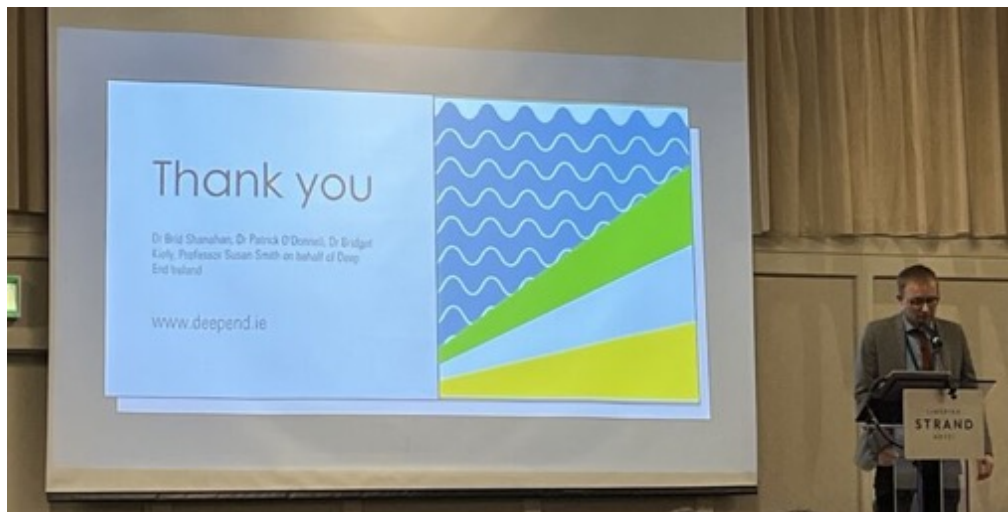 Thank you
Dr Bríd Shanahan, Dr Patrick O'Donnell, Dr Bridget
Kiely, Professor Susan Smith on behalf of Deep
End Ireland
www.deepend.ie
LIMERICK
STRAND
HOTEL